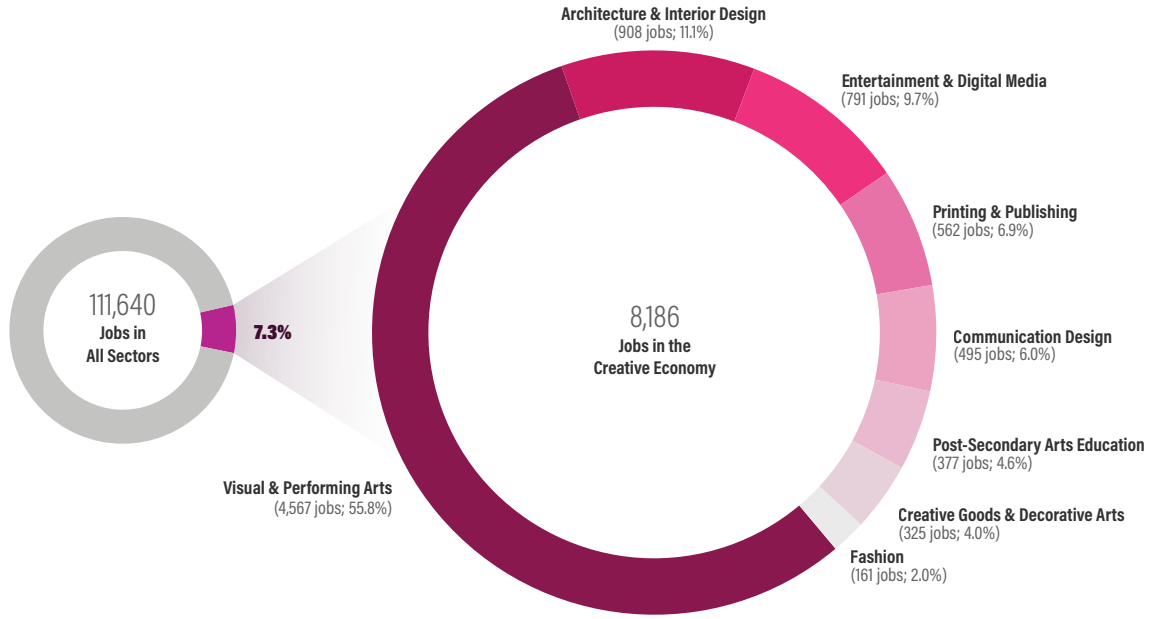 Architecture & Interior Design
(908 jobs; 11.1%)
Entertainment & Digital Media
(791 jobs; 9.7%)
Printing & Publishing
(562 jobs; 6.9%)
111,640
Jobs in
All Sectors
7.3%
8,186
Jobs in the
Creative Economy
Communication Design
(495 jobs; 6.0%)
Post-Secondary Arts Education
(377 jobs; 4.6%)
Visual & Performing Arts
(4,567 jobs; 55.8%)
Creative Goods & Decorative Arts
(325 jobs; 4.0%)
Fashion
(161 jobs; 2.0%)